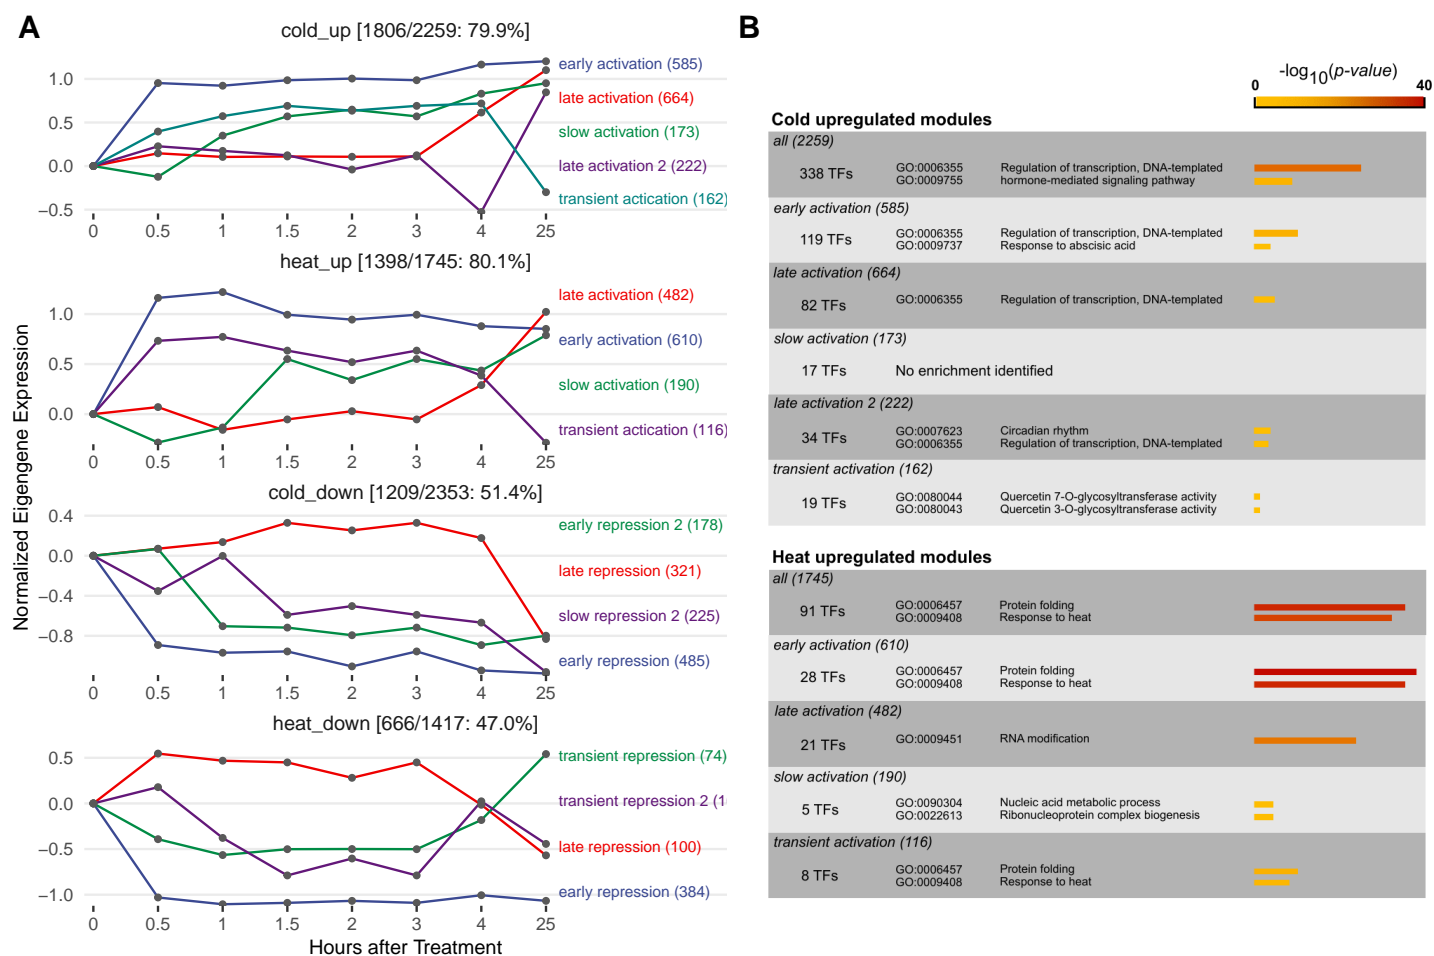 A
cold_up [1806/2259: 79.9%]
1.0
0.5
0.0
−0.5
0 0.5 1 1.5 2 3 4 25
early activation (585)
late activation (664)
slow activation (173)
late activation 2 (222)
transient actication (162)
heat_up [1398/1745: 80.1%]
1.0
0.5
0.0
0 0.5 1 1.5 2 3 4 25
late activation (482)
early activation (610)
slow activation (190)
transient actication (116)
cold_down [1209/2353: 51.4%]
0.4
0.0
−0.4
−0.8
0 0.5 1 1.5 2 3 4 25
early repression 2 (178)
late repression (321)
slow repression 2 (225)
early repression (485)
heat_down [666/1417: 47.0%]
0.5
0.0
−0.5
−1.0
0 0.5 1 1.5 2 3 4 25
transient repression (74)
transient repression 2 (1
late repression (100)
early repression (384)
Normalized Eigengene Expression
Hours after Treatment
B
-log10(p-value)
0 40
Cold upregulated modules
all (2259)
338 TFs
GO:0006355 Regulation of transcription, DNA-templated
GO:0009755 hormone-mediated signaling pathway
early activation (585)
119 TFs
GO:0006355 Regulation of transcription, DNA-templated
GO:0009737 Response to abscisic acid
late activation (664)
82 TFs
GO:0006355 Regulation of transcription, DNA-templated
slow activation (173)
17 TFs No enrichment identified
late activation 2 (222)
34 TFs
GO:0007623 Circadian rhythm
GO:0006355 Regulation of transcription, DNA-templated
transient activation (162)
19 TFs
GO:0080044 Quercetin 7-O-glycosyltransferase activity
GO:0080043 Quercetin 3-O-glycosyltransferase activity
Heat upregulated modules
all (1745)
91 TFs
GO:0006457 Protein folding
GO:0009408 Response to heat
early activation (610)
28 TFs
GO:0006457 Protein folding
GO:0009408 Response to heat
late activation (482)
21 TFs
GO:0009451 RNA modification
slow activation (190)
5 TFs
GO:0090304 Nucleic acid metabolic process
GO:0022613 Ribonucleoprotein complex biogenesis
transient activation (116)
8 TFs
GO:0006457 Protein folding
GO:0009408 Response to heat